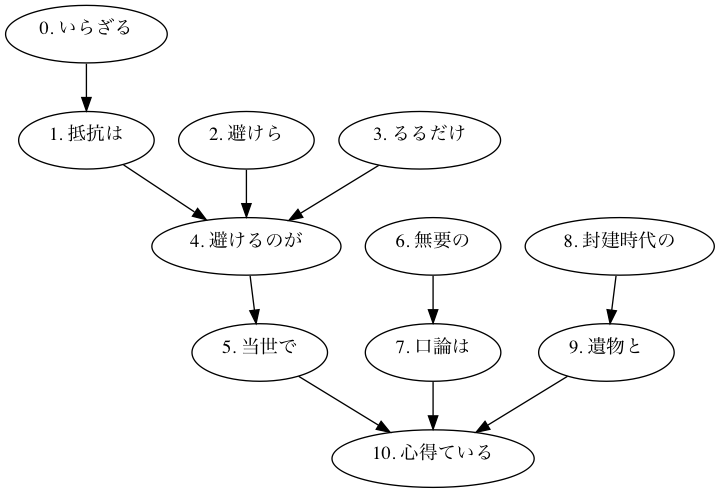 0. いらざる
1. 抵抗は
2. 避けら
3. るるだけ
4. 避けるのが
6. 無要の
8. 封建時代の
5. 当世で
7. 口論は
9. 遺物と
10. 心得ている